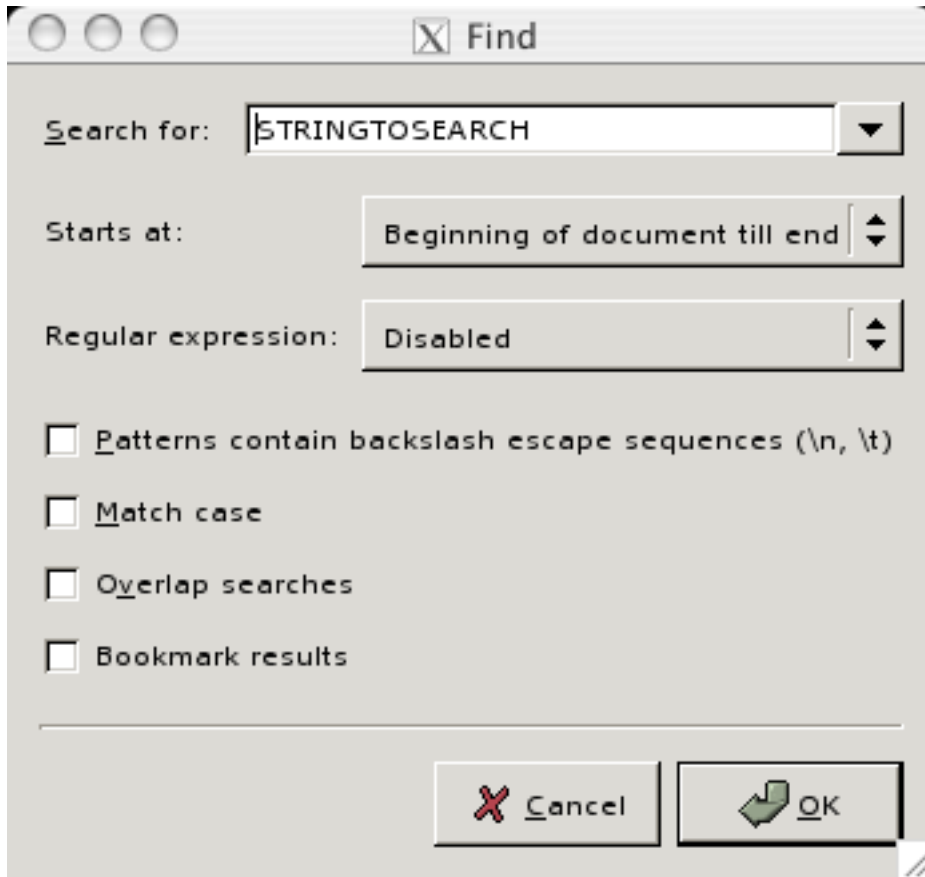 Find
Search for: STRINGTOSEARCH
Starts at: Beginning of document till end
Regular expression: Disabled
Patterns contain backslash escape sequences (\n, \t)
Match case
Overlap searches
Bookmark results
Cancel OK